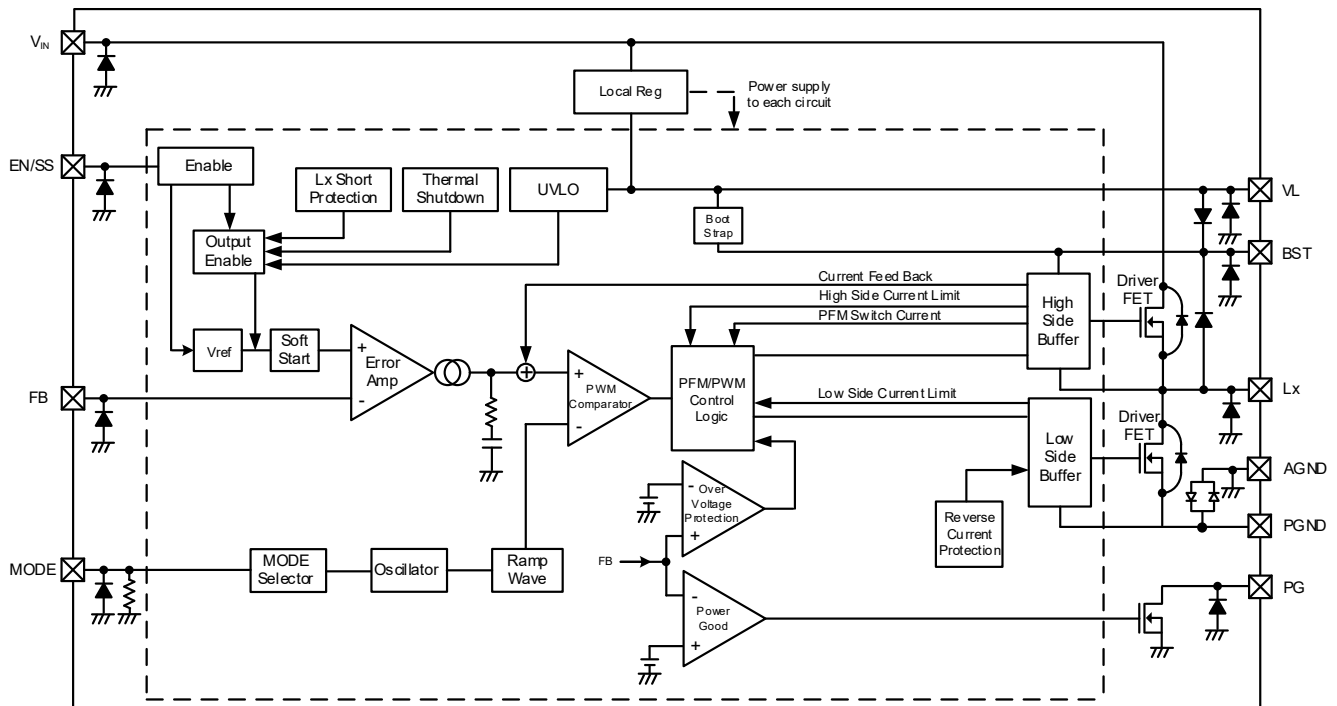 VIN
Local Reg
Power supply
to each circuit
EN/SS
Enable
Lx Short
Protection
Thermal
Shutdown
UVLO
VL
Boot
Strap
Output
Enable
BST
Current Feed Back
High Side Current Limit
PFM Switch Current
High
Side
Buffer
Driver
FET
Vref
Soft
Start
+
-
Error
Amp
+
+
-
PWM
Comparator
PFM/PWM
Control
Logic
FB
Lx
Low Side Current Limit
Low
Side
Buffer
Driver
FET
AGND
-
+
Over
Voltage
Protection
Reverse
Current
Protection
PGND
MODE
MODE
Selector
Oscillator
Ramp
Wave
FB
-
+
Power
Good
PG